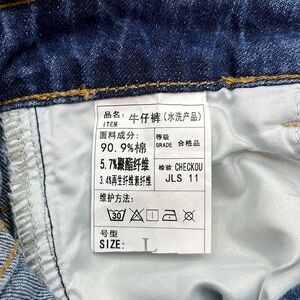 品名: 牛仔裤(水洗产品)
ITEM
面料成分: 等级
90.9%棉 GRADE 合格品
5.7%聚酯纤维 检验 CHECKOU
3.4%再生纤维素纤维 JLS 11
维护方法:
30
号型
SIZE: L